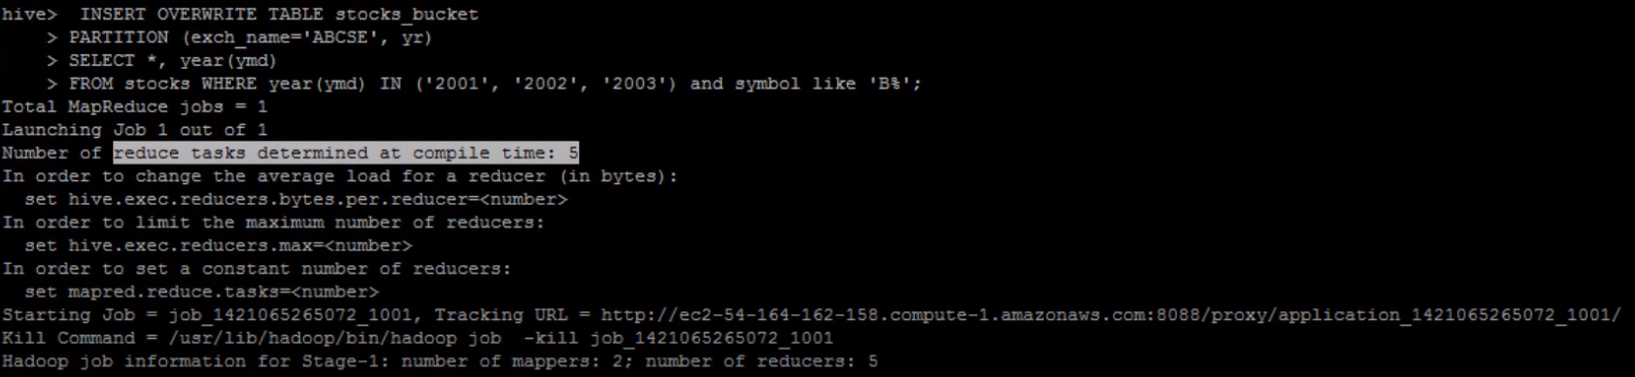 hive>  INSERT OVERWRITE TABLE stocks_bucket
    > PARTITION (exch_name='ABCSE', yr)
    > SELECT *, year(ymd)
    > FROM stocks WHERE year(ymd) IN ('2001', '2002', '2003') and symbol like 'B%';
Total MapReduce jobs = 1
Launching Job 1 out of 1
Number of reduce tasks determined at compile time: 5
In order to change the average load for a reducer (in bytes):
  set hive.exec.reducers.bytes.per.reducer=<number>
In order to limit the maximum number of reducers:
  set hive.exec.reducers.max=<number>
In order to set a constant number of reducers:
  set mapred.reduce.tasks=<number>
Starting Job = job_1421065265072_1001, Tracking URL = http://ec2-54-164-162-158.compute-1.amazonaws.com:8088/proxy/application_1421065265072_1001/
Kill Command = /usr/lib/hadoop/bin/hadoop job  -kill job_1421065265072_1001
Hadoop job information for Stage-1: number of mappers: 2; number of reducers: 5